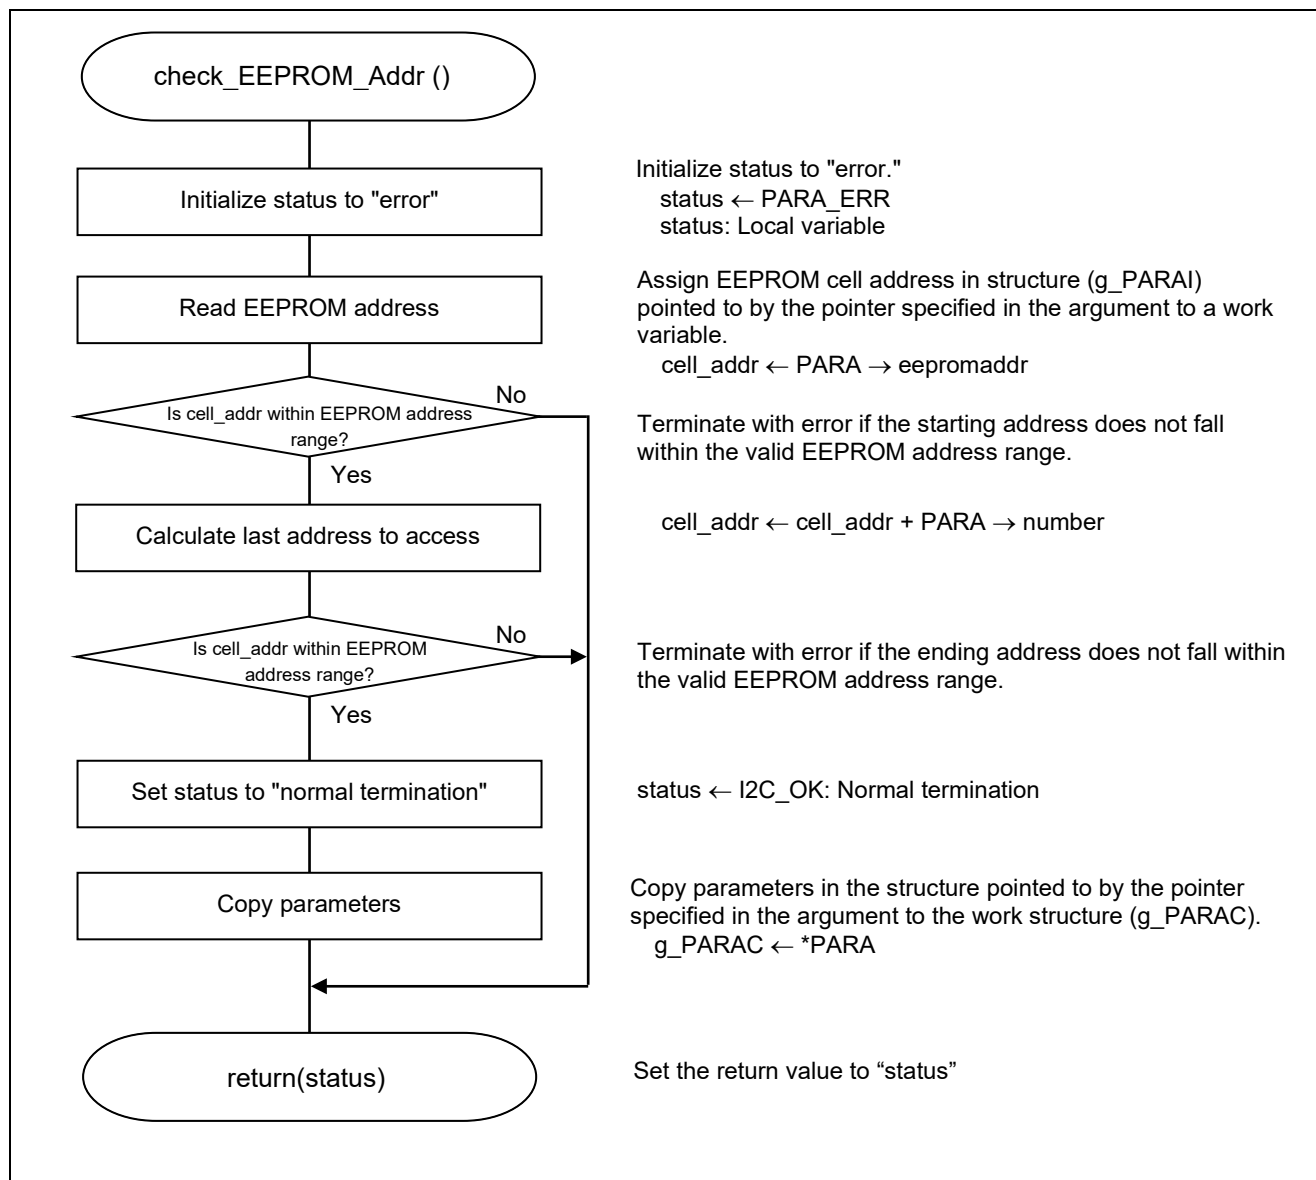 check_EEPROM_Addr ()
Initialize status to "error"
Initialize status to "error."
status ← PARA_ERR
status: Local variable
Read EEPROM address
Assign EEPROM cell address in structure (g_PARAI)
pointed to by the pointer specified in the argument to a work
variable.
cell_addr ← PARA → eepromaddr
Is cell_addr within EEPROM address
range?
No
Yes
Terminate with error if the starting address does not fall
within the valid EEPROM address range.
Calculate last address to access
cell_addr ← cell_addr + PARA → number
Is cell_addr within EEPROM
address range?
No
Yes
Terminate with error if the ending address does not fall within
the valid EEPROM address range.
Set status to "normal termination"
status ← I2C_OK: Normal termination
Copy parameters
Copy parameters in the structure pointed to by the pointer
specified in the argument to the work structure (g_PARAC).
g_PARAC ← *PARA
return(status)
Set the return value to “status”